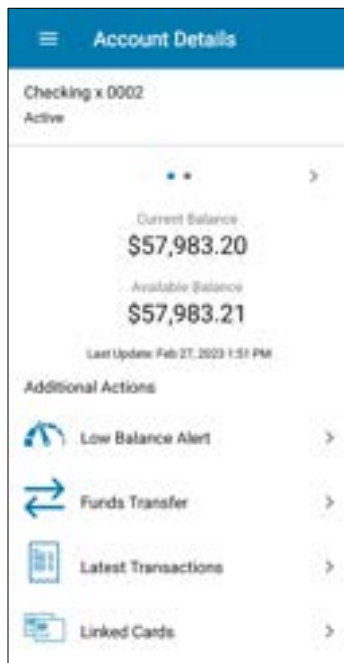 Account Details
Checking x 0002
Active
Current Balance
$57,983.20
Available Balance
$57,983.21
Last Update: Feb 27, 2023 1:51 PM
Additional Actions
Low Balance Alert
Funds Transfer
Latest Transactions
Linked Cards